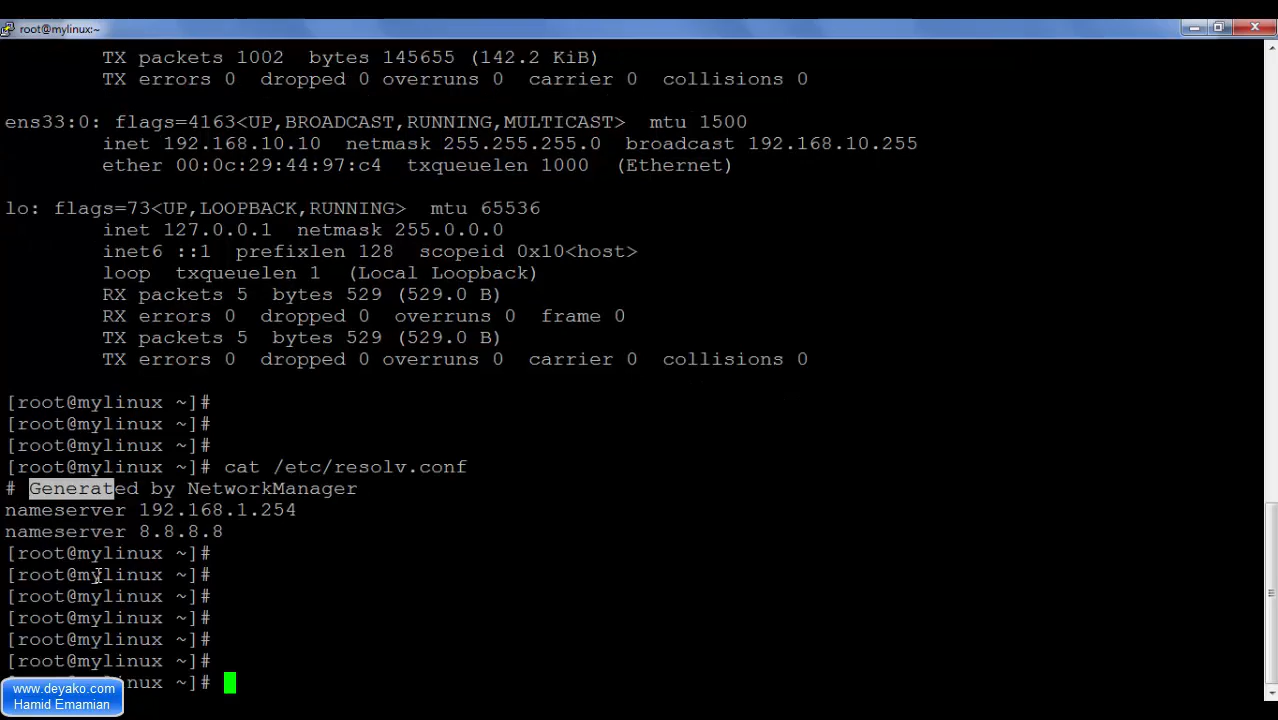 root@mylinux:~
TX packets 1002  bytes 145655 (142.2 KiB)
TX errors 0  dropped 0 overruns 0  carrier 0  collisions 0
ens33:0: flags=4163<UP,BROADCAST,RUNNING,MULTICAST>  mtu 1500
inet 192.168.10.10  netmask 255.255.255.0  broadcast 192.168.10.255
ether 00:0c:29:44:97:c4  txqueuelen 1000  (Ethernet)
lo: flags=73<UP,LOOPBACK,RUNNING>  mtu 65536
inet 127.0.0.1  netmask 255.0.0.0
inet6 ::1  prefixlen 128  scopeid 0x10<host>
loop  txqueuelen 1  (Local Loopback)
RX packets 5  bytes 529 (529.0 B)
RX errors 0  dropped 0  overruns 0  frame 0
TX packets 5  bytes 529 (529.0 B)
TX errors 0  dropped 0 overruns 0  carrier 0  collisions 0
[root@mylinux ~]#
[root@mylinux ~]#
[root@mylinux ~]#
[root@mylinux ~]# cat /etc/resolv.conf
# Generated by NetworkManager
nameserver 192.168.1.254
nameserver 8.8.8.8
[root@mylinux ~]#
[root@mylinux ~]#
[root@mylinux ~]#
[root@mylinux ~]#
[root@mylinux ~]#
[root@mylinux ~]#
inux ~]#
www.deyako.com
Hamid Emamian